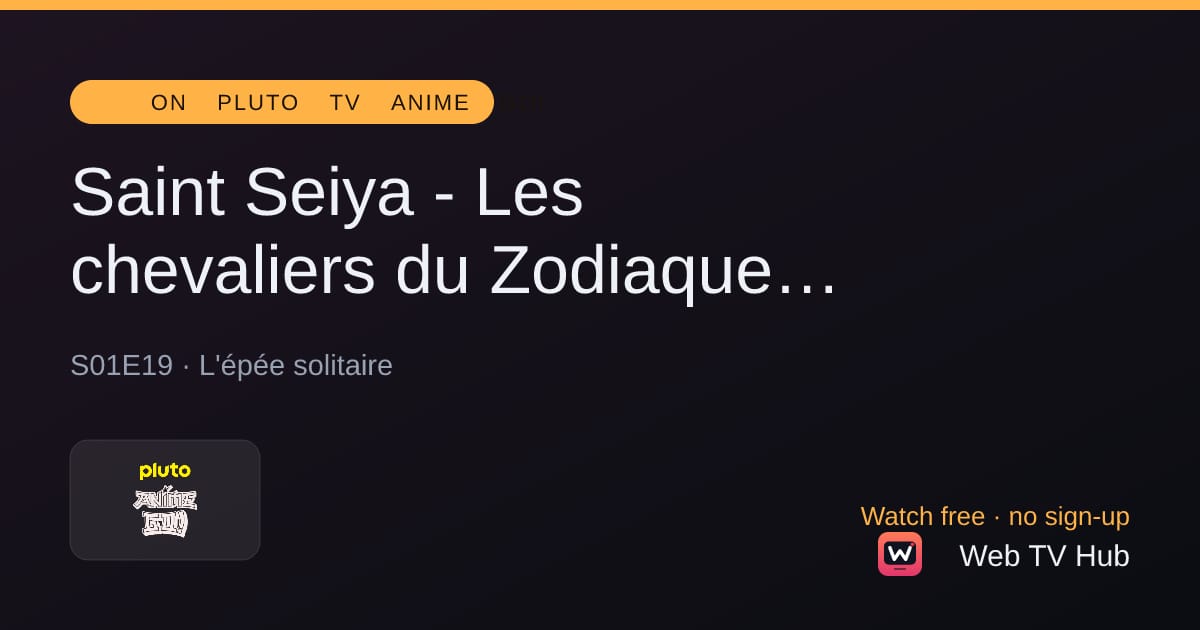 ON PLUTO TV ANIME
Saint Seiya - Les
chevaliers du Zodiaque…
S01E19 · L'épée solitaire
pluto
ANIME
Watch free · no sign-up
W
Web TV Hub